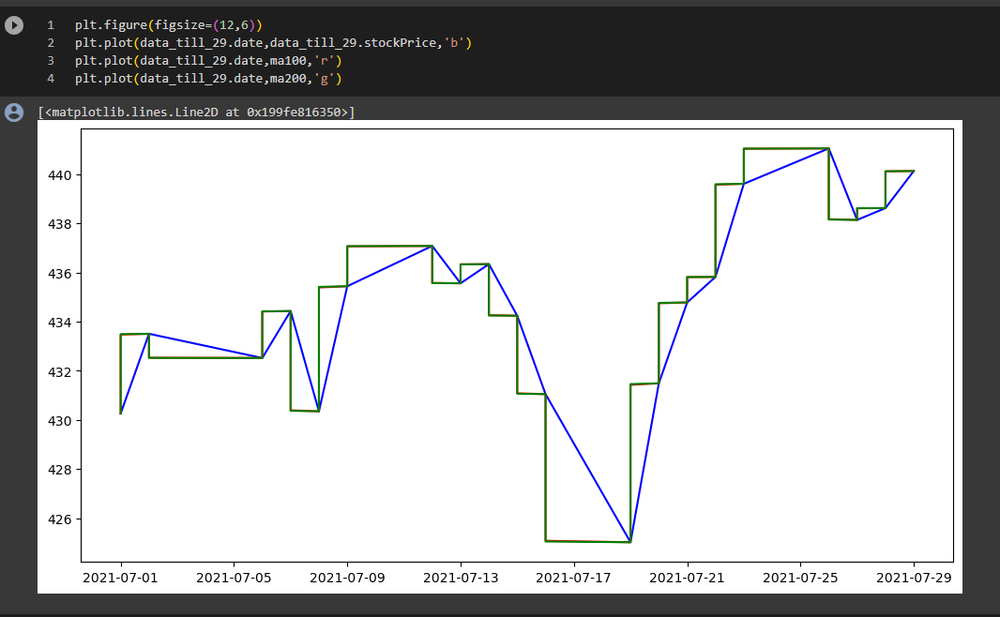 1 plt.figure(figsize=(12,6))
2 plt.plot(data_till_29.date,data_till_29.stockPrice,'b')
3 plt.plot(data_till_29.date,ma100,'r')
4 plt.plot(data_till_29.date,ma200,'g')
[<matplotlib.lines.Line2D at 0x199fe816350>]
440
438
436
434
432
430
428
426
2021-07-01 2021-07-05 2021-07-09 2021-07-13 2021-07-17 2021-07-21 2021-07-25 2021-07-29